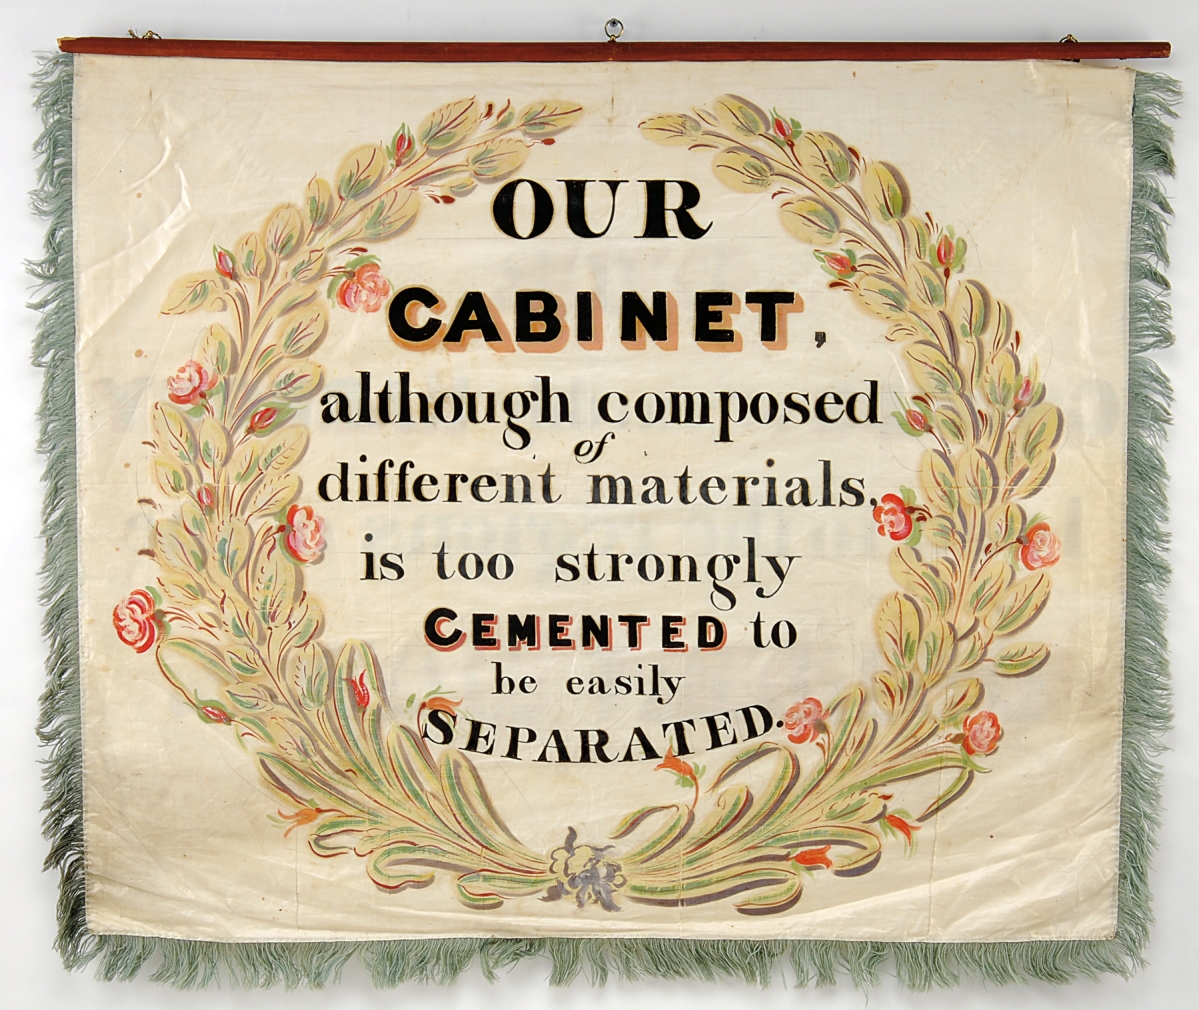 OUR
CABINET,
although composed
of
different materials,
is too strongly
CEMENTED to
be easily
SEPARATED.